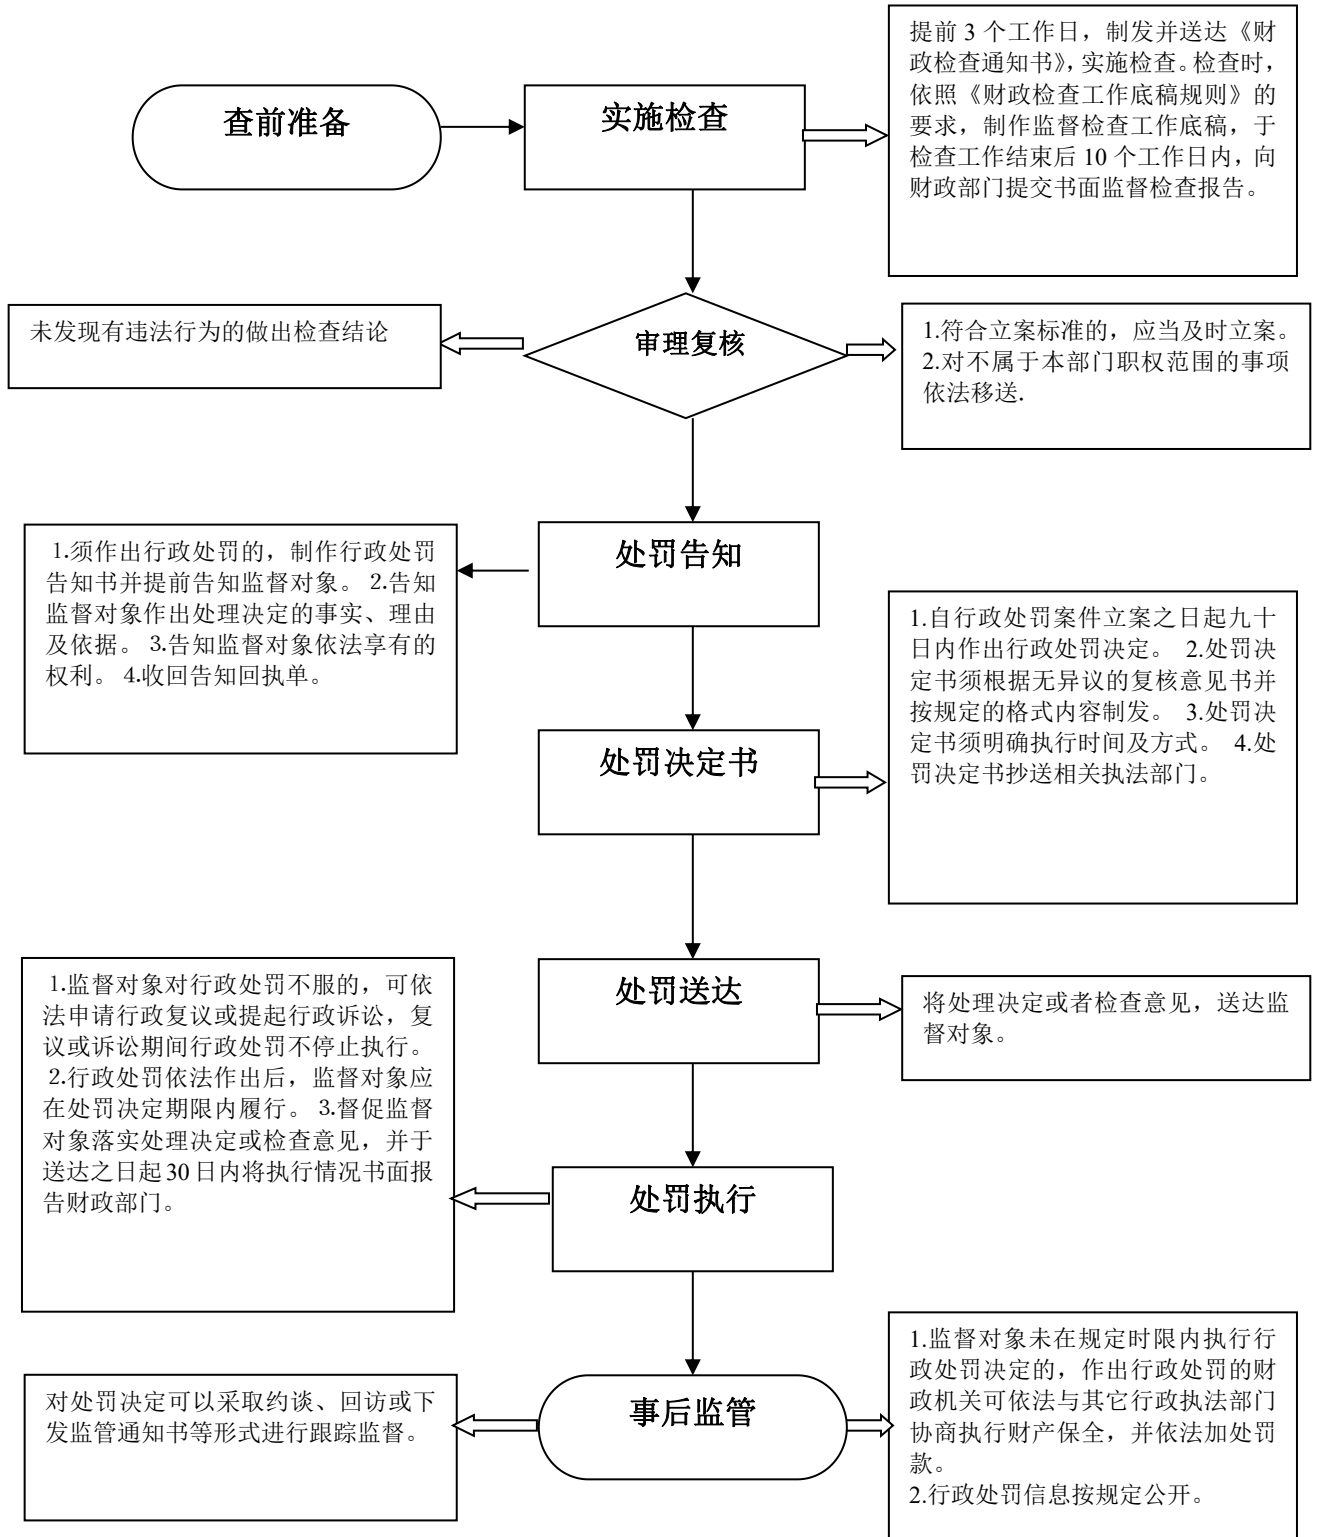 查前准备
实施检查
提前 3 个工作日，制发并送达《财
政检查通知书》，实施检查。检查时，
依照《财政检查工作底稿规则》的
要求，制作监督检查工作底稿，于
检查工作结束后 10 个工作日内，向
财政部门提交书面监督检查报告。
未发现有违法行为的做出检查结论
审理复核
1.符合立案标准的，应当及时立案。
2.对不属于本部门职权范围的事项
依法移送.
处罚告知
1.须作出行政处罚的，制作行政处罚
告知书并提前告知监督对象。 2.告知
监督对象作出处理决定的事实、理由
及依据。 3.告知监督对象依法享有的
权利。 4.收回告知回执单。
处罚决定书
1.自行政处罚案件立案之日起九十
日内作出行政处罚决定。 2.处罚决
定书须根据无异议的复核意见书并
按规定的格式内容制发。 3.处罚决
定书须明确执行时间及方式。 4.处
罚决定书抄送相关执法部门。
处罚送达
将处理决定或者检查意见，送达监
督对象。
1.监督对象对行政处罚不服的，可依
法申请行政复议或提起行政诉讼，复
议或诉讼期间行政处罚不停止执行。
2.行政处罚依法作出后，监督对象应
在处罚决定期限内履行。 3.督促监督
对象落实处理决定或检查意见，并于
送达之日起 30 日内将执行情况书面报
告财政部门。
处罚执行
事后监管
对处罚决定可以采取约谈、回访或下
发监管通知书等形式进行跟踪监督。
1.监督对象未在规定时限内执行行
政处罚决定的，作出行政处罚的财
政机关可依法与其它行政执法部门
协商执行财产保全，并依法加处罚
款。
2.行政处罚信息按规定公开。